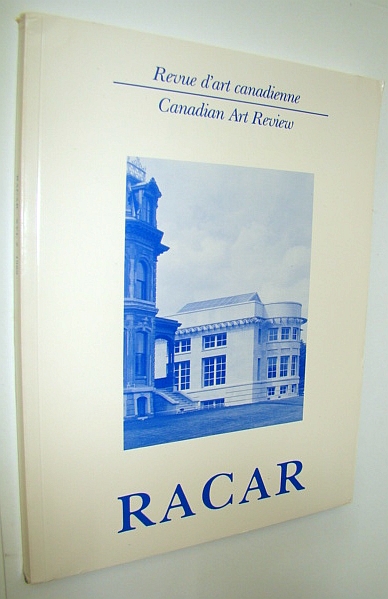 Revue d'art canadienne
Canadian Art Review
RACAR